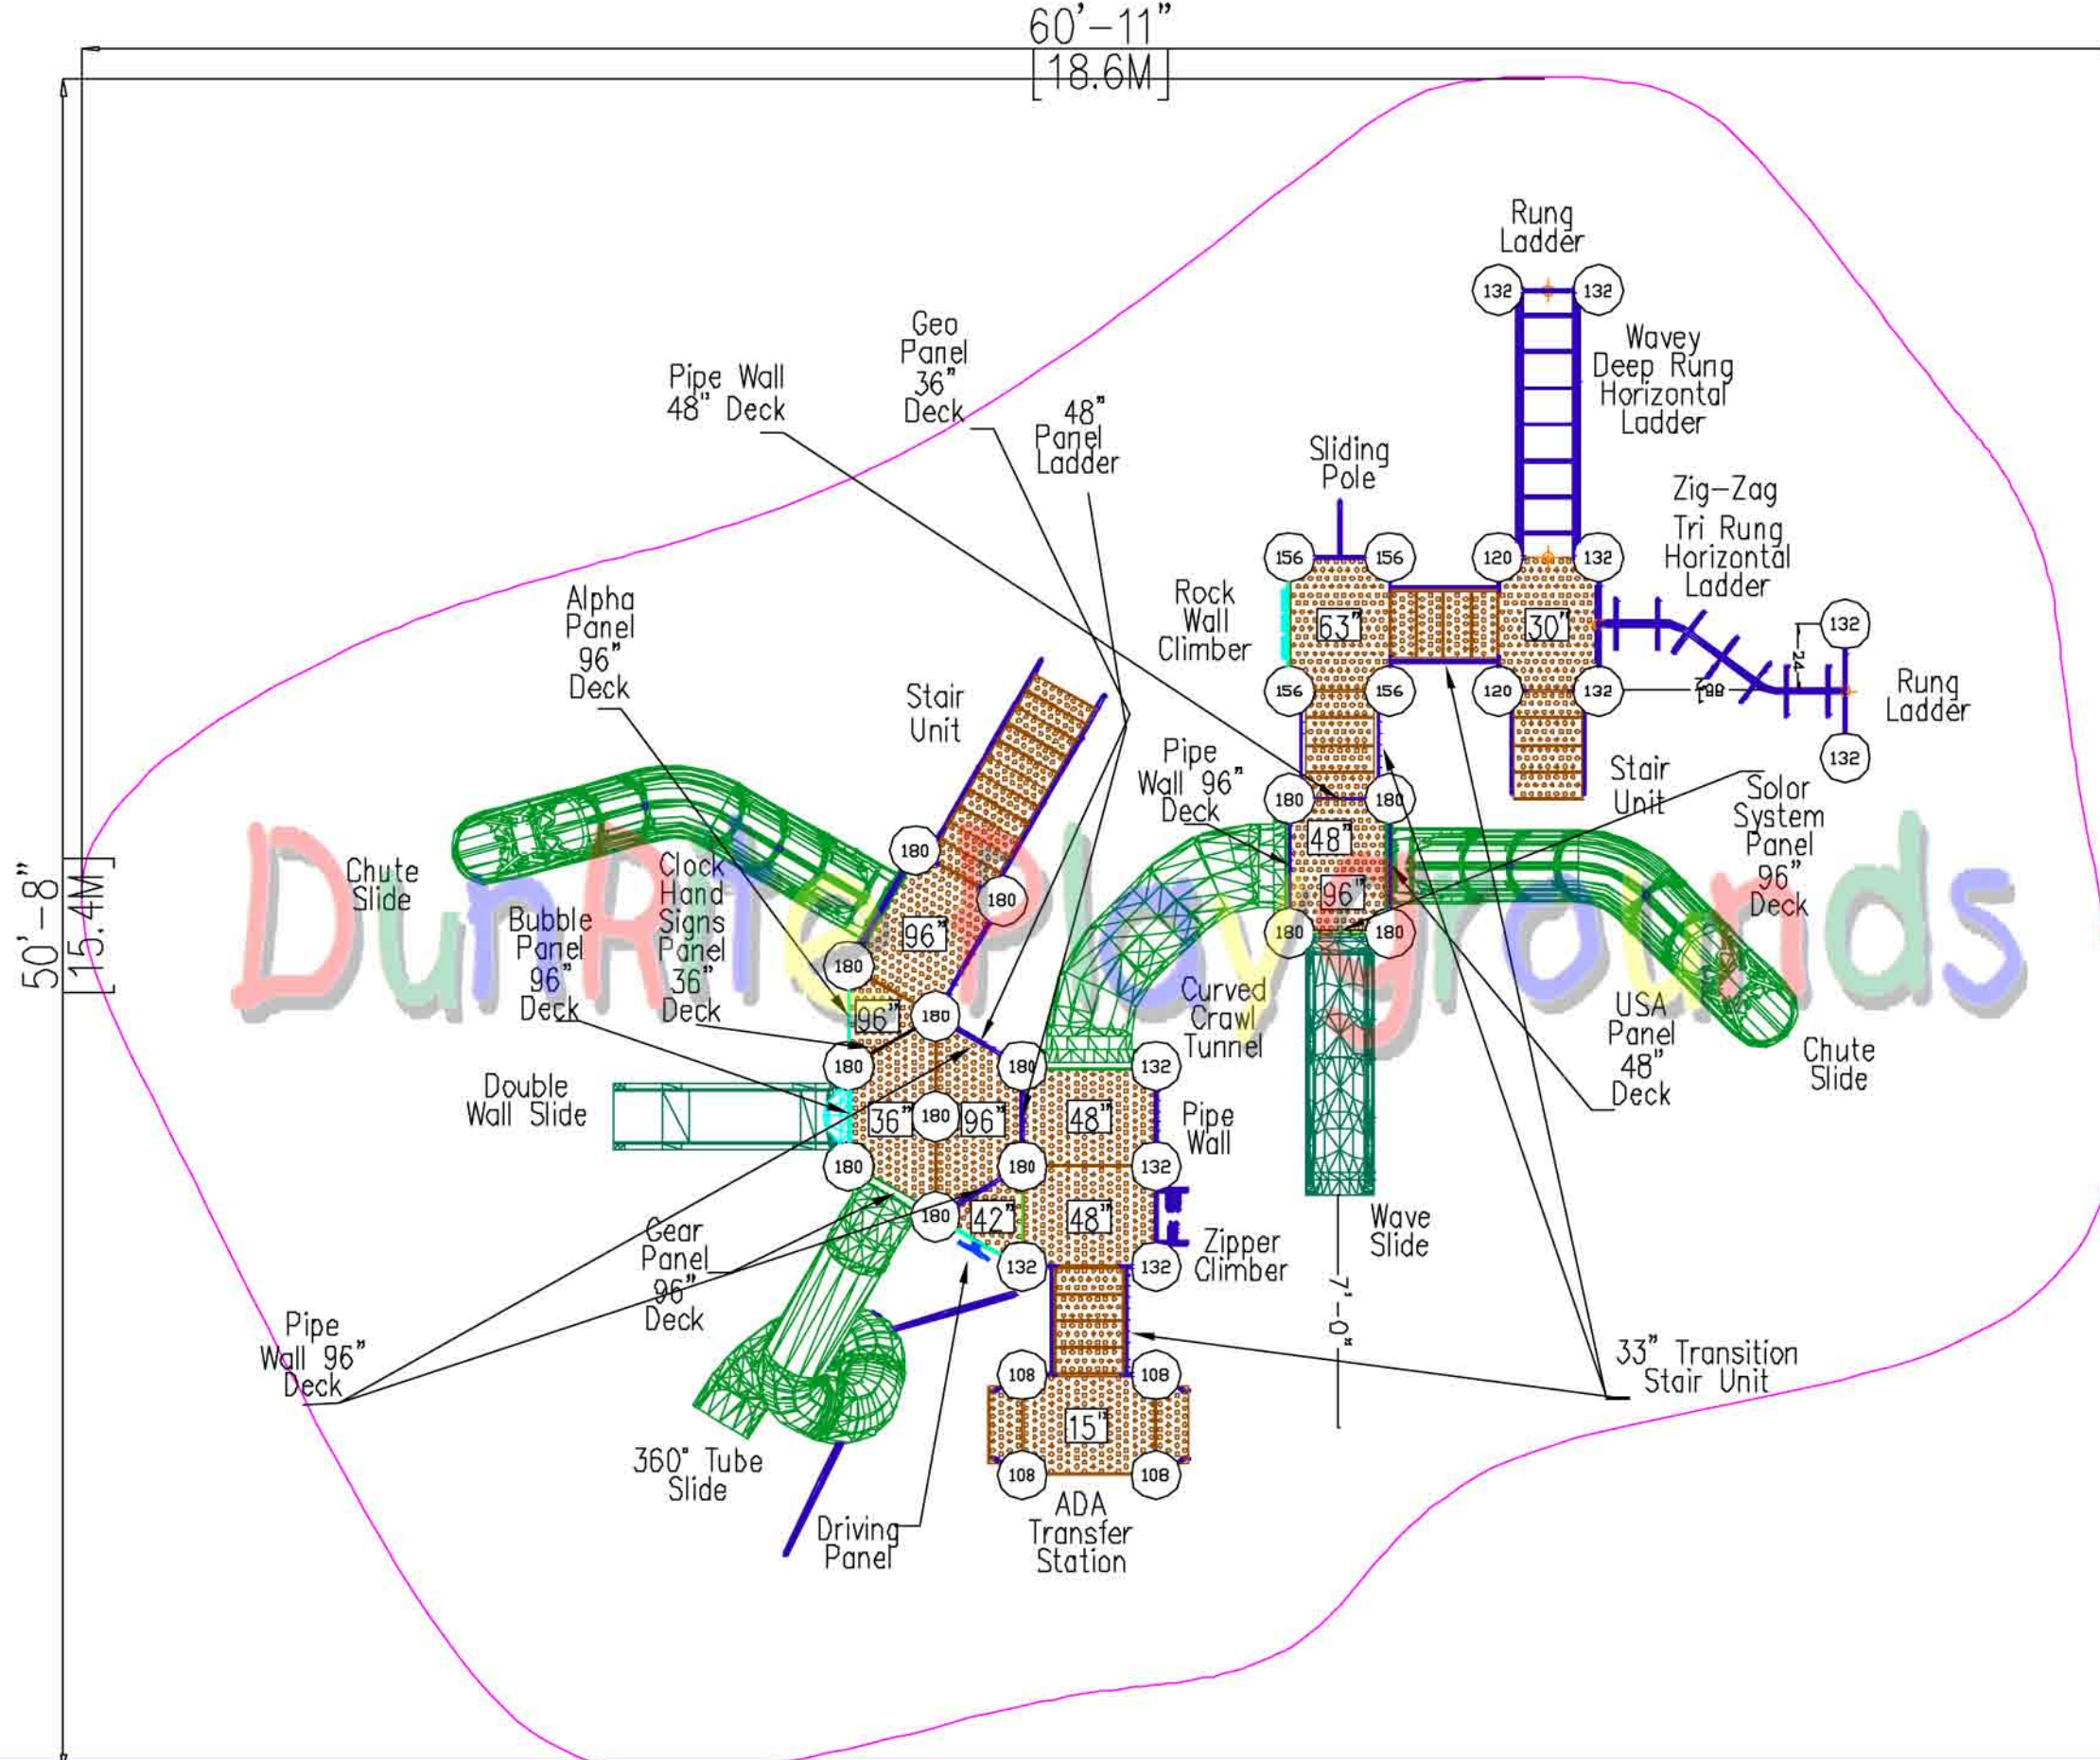 60'-11"
[18.6M]
50'-8"
[15.4M]
Rung
Ladder
132
132
Wavey
Deep Rung
Horizontal
Ladder
Geo
Panel
36"
Deck
Pipe Wall
48" Deck
48"
Panel
Ladder
Sliding
Pole
Zig-Zag
Tri Rung
Horizontal
Ladder
156
156
120
132
Rock
Wall
Climber
63"
30"
132
24
Rung
Ladder
132
156
156
120
132
Alpha
Panel
96"
Deck
Stair
Unit
Pipe
Wall 96"
Deck
180
180
48"
96"
180
180
Stair
Unit
Solor
System
Panel
96"
Deck
DunRite Playgrounds
Chute
Slide
Clock
Hand
Signs
Panel
36"
Deck
Bubble
Panel
96"
Deck
180
180
96"
180
96"
180
Curved
Crawl
Tunnel
USA
Panel
48"
Deck
Chute
Slide
Double
Wall Slide
180
180
132
36"
180
96"
48"
Pipe
Wall
180
180
132
180
42"
48"
Zipper
Climber
Wave
Slide
7'-0"
132
132
Gear
Panel
96"
Deck
Pipe
Wall 96"
Deck
33" Transition
Stair Unit
108
108
15"
108
108
360° Tube
Slide
Driving
Panel
ADA
Transfer
Station